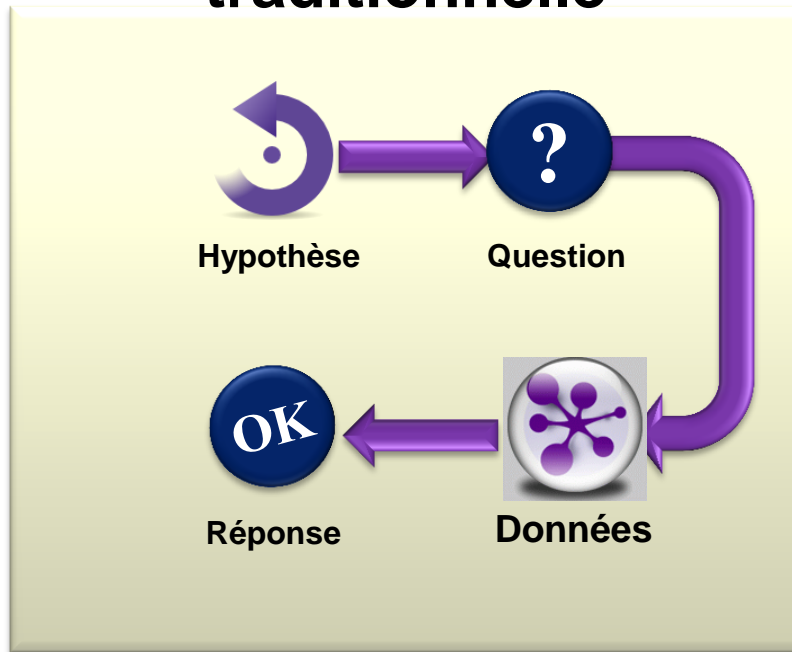 traditionnelle
?
Hypothèse
Question
OK
Réponse
Données